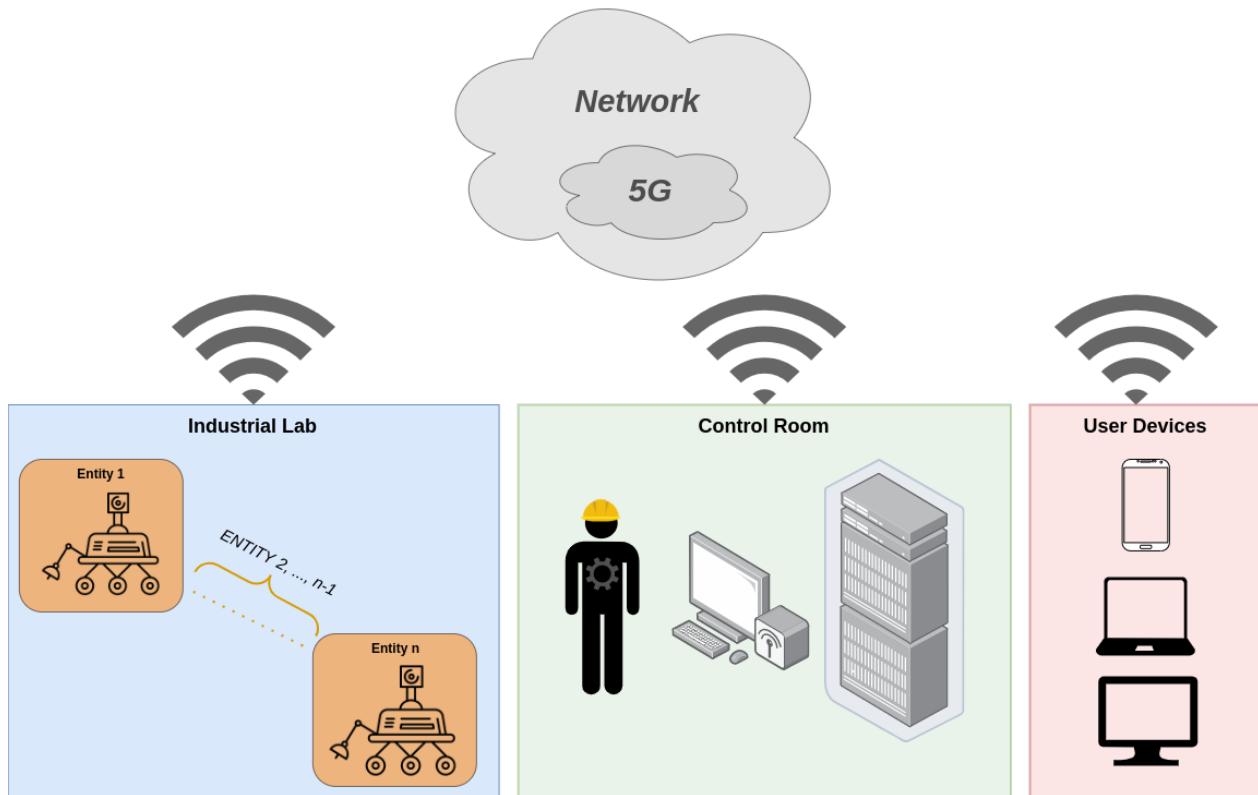 Network
5G
Industrial Lab
Control Room
User Devices
Entity 1
ENTITY 2, ..., n-1
Entity n